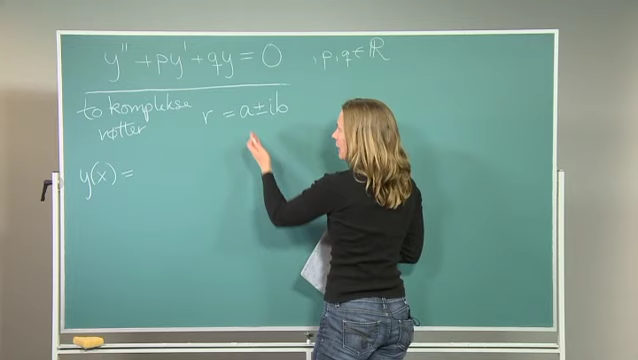 y'' + py' + qy = 0 , p, q ∈ ℝ
to komplekse r = a ± ib
røtter
y(x) =